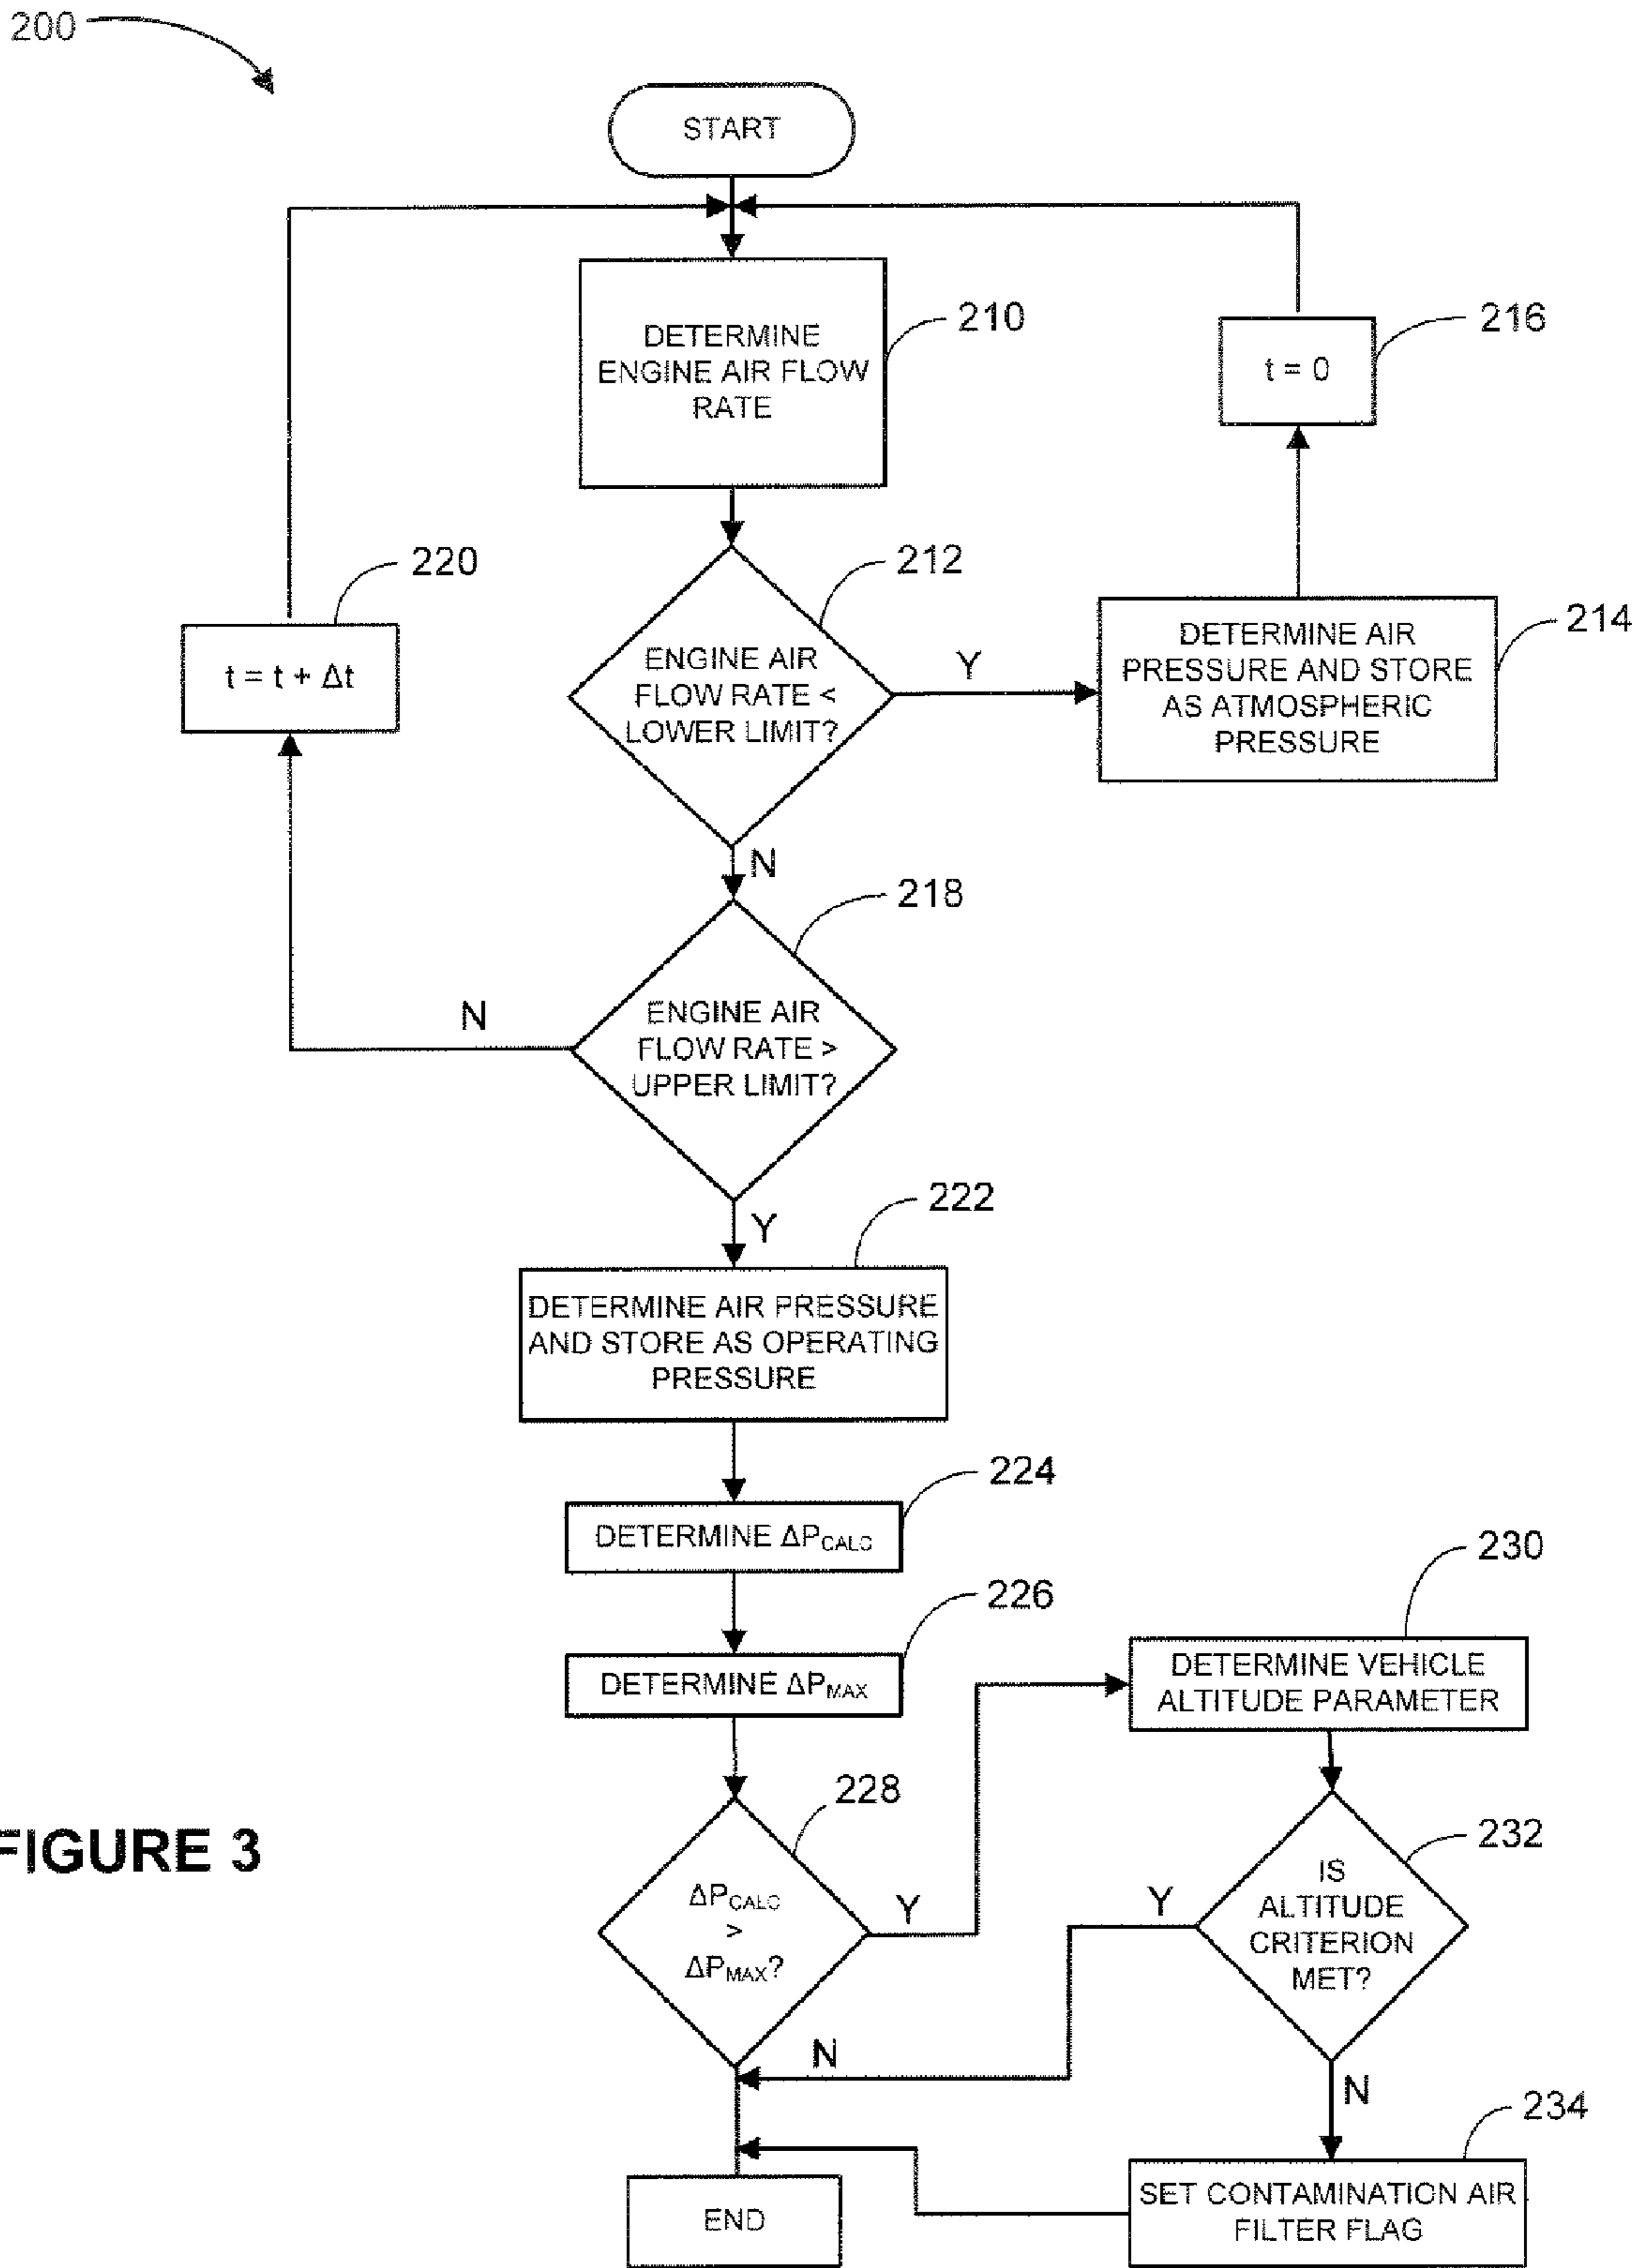 200
START
DETERMINE
ENGINE AIR FLOW
RATE
210
t = 0
216
ENGINE AIR
FLOW RATE <
LOWER LIMIT?
212
Y
DETERMINE AIR
PRESSURE AND STORE
AS ATMOSPHERIC
PRESSURE
214
t = t + Δt
220
N
ENGINE AIR
FLOW RATE >
UPPER LIMIT?
218
N
Y
DETERMINE AIR PRESSURE
AND STORE AS OPERATING
PRESSURE
222
DETERMINE ΔPCALC
224
DETERMINE ΔPMAX
226
ΔPCALC
>
ΔPMAX?
228
Y
N
DETERMINE VEHICLE
ALTITUDE PARAMETER
230
IS
ALTITUDE
CRITERION
MET?
232
Y
N
SET CONTAMINATION AIR
FILTER FLAG
234
END
FIGURE 3